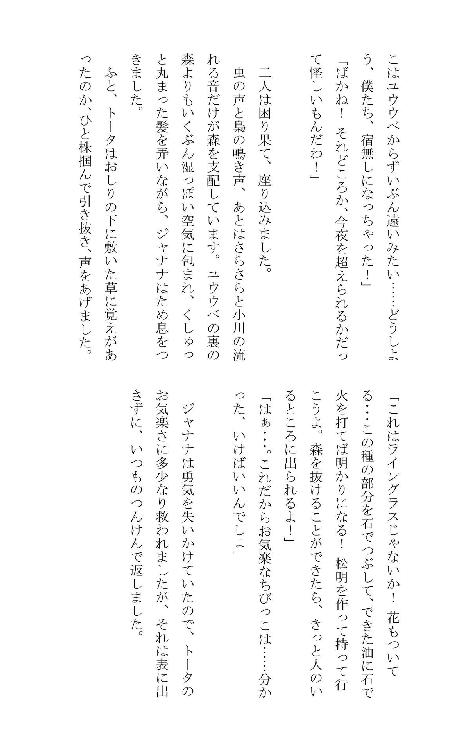 こはユウウベからずいぶん遠いみたい……どうしよ
う、僕たち、宿無しになっちゃった！」
「ばかね！　それどころか、今夜を超えられるかだっ
て怪しいもんだわ！」
二人は困り果て、座り込みました。
虫の声と梟の鳴き声、あとはさらさらと小川の流
れる音だけが森を支配しています。ユウウベの裏の
森よりもいくぶん湿っぽい空気に包まれ、くしゅっ
と丸まった髪を弄いながら、ジャナナはため息をつ
きました。
ふと、トータはおしりの下に敷いた草に覚えがあ
ったのか、ひと株掴んで引き抜き、声をあげました。
「これはライングラスじゃないか！　花もついて
る・・・この種の部分を石でつぶして、できた油に石で
火を打てば明かりになる！　松明を作って持って行
こうよ。森を抜けることができたら、きっと人のい
るところに出られるよ！」
「はぁ・・・。これだからお気楽なちびっこは……分か
った、いけばいいんでしょ」
ジャナナは勇気を失いかけていたので、トータの
お気楽さに多少なり救われましたが、それは表に出
さずに、いつものつんけんで返しました。